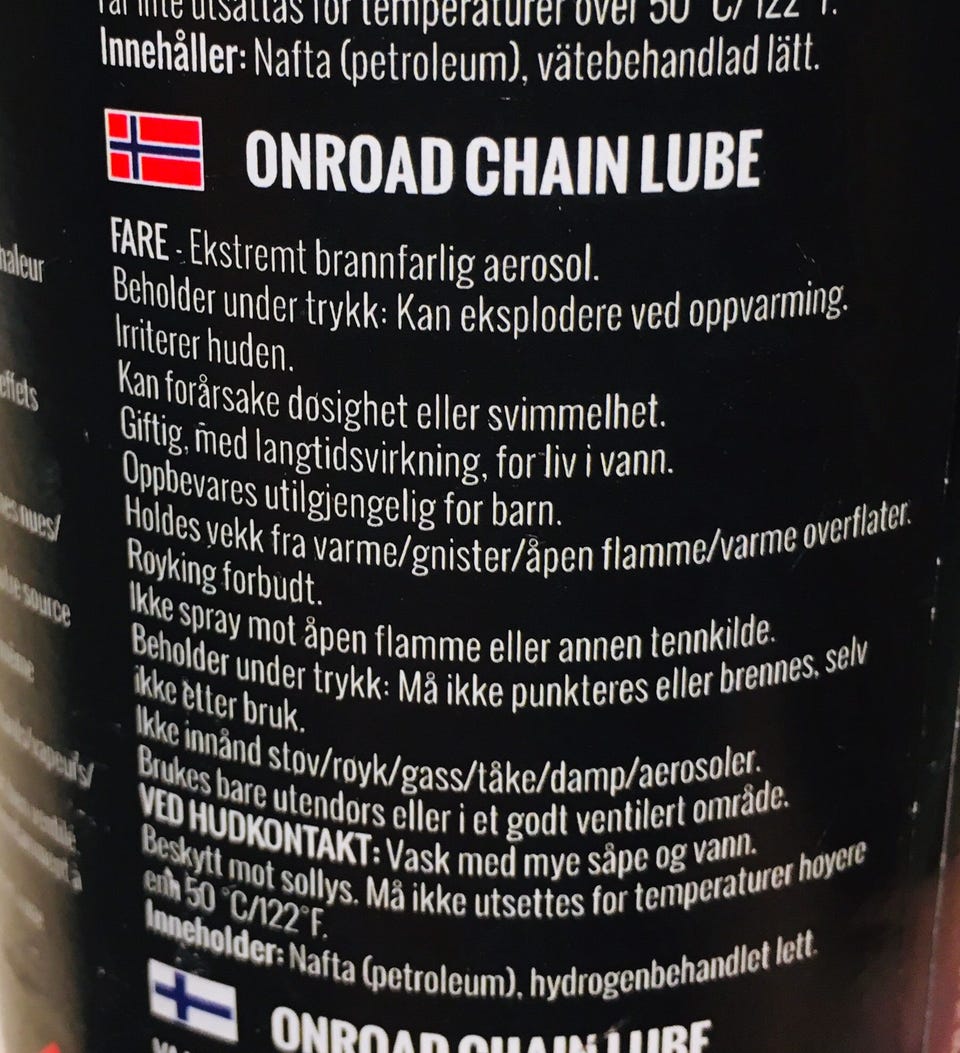 får inte utsättas för temperaturer över 50 °C/122 °F.
Innehåller: Nafta (petroleum), vätebehandlad lätt.
ONROAD CHAIN LUBE
FARE - Ekstremt brannfarlig aerosol.
Beholder under trykk: Kan eksplodere ved oppvarming.
Irriterer huden.
Kan forårsake døsighet eller svimmelhet.
Giftig, med langtidsvirkning, for liv i vann.
Oppbevares utilgjengelig for barn.
Holdes vekk fra varme/gnister/åpen flamme/varme overflater.
Røyking forbudt.
Ikke spray mot åpen flamme eller annen tennkilde.
Beholder under trykk: Må ikke punkteres eller brennes, selv
ikke etter bruk.
Ikke innånd støv/røyk/gass/tåke/damp/aerosoler.
Brukes bare utendørs eller i et godt ventilert område.
VED HUDKONTAKT: Vask med mye såpe og vann.
Beskytt mot sollys. Må ikke utsettes for temperaturer høyere
enn 50 °C/122°F.
Inneholder: Nafta (petroleum), hydrogenbehandlet lett.
ONROAD CHAIN LUBE
haleur
effets
source